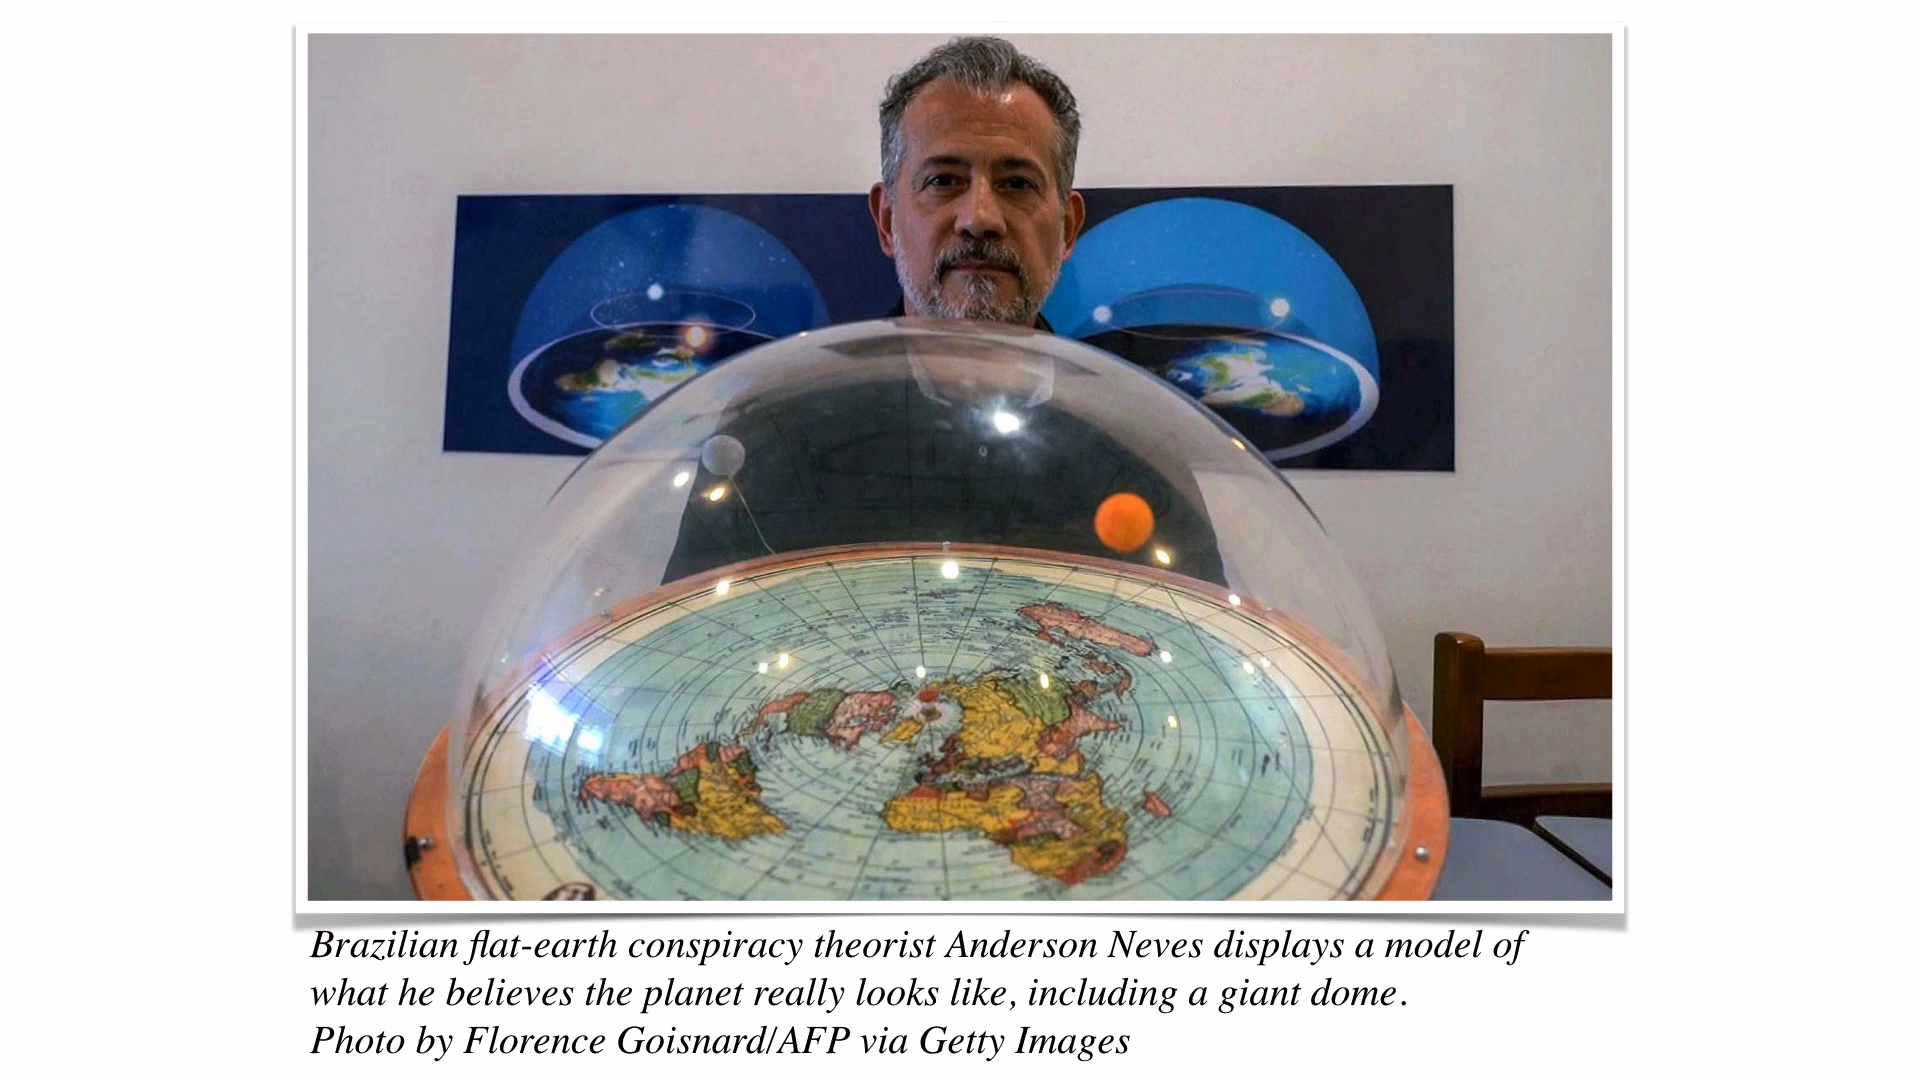 Brazilian flat-earth conspiracy theorist Anderson Neves displays a model of
what he believes the planet really looks like, including a giant dome.
Photo by Florence Goisnard/AFP via Getty Images